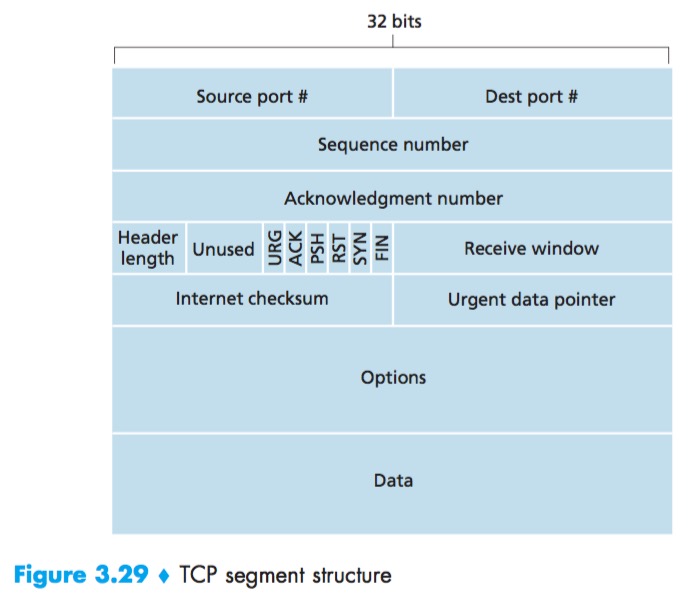 32 bits
Source port #
Dest port #
Sequence number
Acknowledgment number
Header
length
Unused
URG
ACK
PSH
RST
SYN
FIN
Receive window
Internet checksum
Urgent data pointer
Options
Data
Figure 3.29 ♦ TCP segment structure